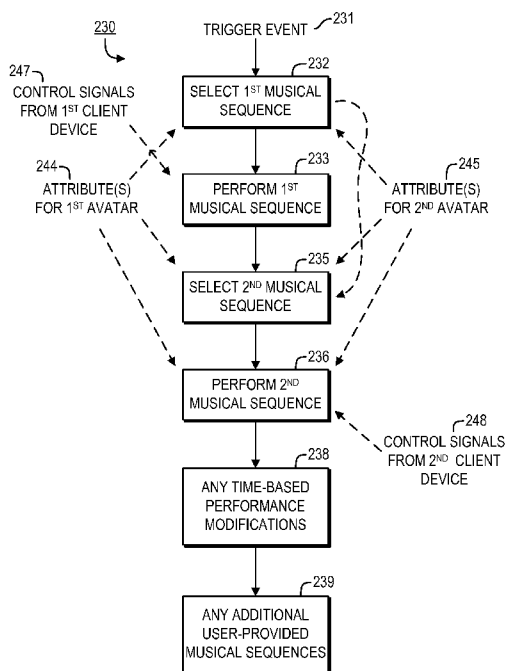 230
TRIGGER EVENT 231
247
CONTROL SIGNALS
FROM 1ST CLIENT
DEVICE
232
SELECT 1ST MUSICAL
SEQUENCE
244
ATTRIBUTE(S)
FOR 1ST AVATAR
233
PERFORM 1ST
MUSICAL SEQUENCE
245
ATTRIBUTE(S)
FOR 2ND AVATAR
235
SELECT 2ND MUSICAL
SEQUENCE
236
PERFORM 2ND
MUSICAL SEQUENCE
248
CONTROL SIGNALS
FROM 2ND CLIENT
DEVICE
238
ANY TIME-BASED
PERFORMANCE
MODIFICATIONS
239
ANY ADDITIONAL
USER-PROVIDED
MUSICAL SEQUENCES